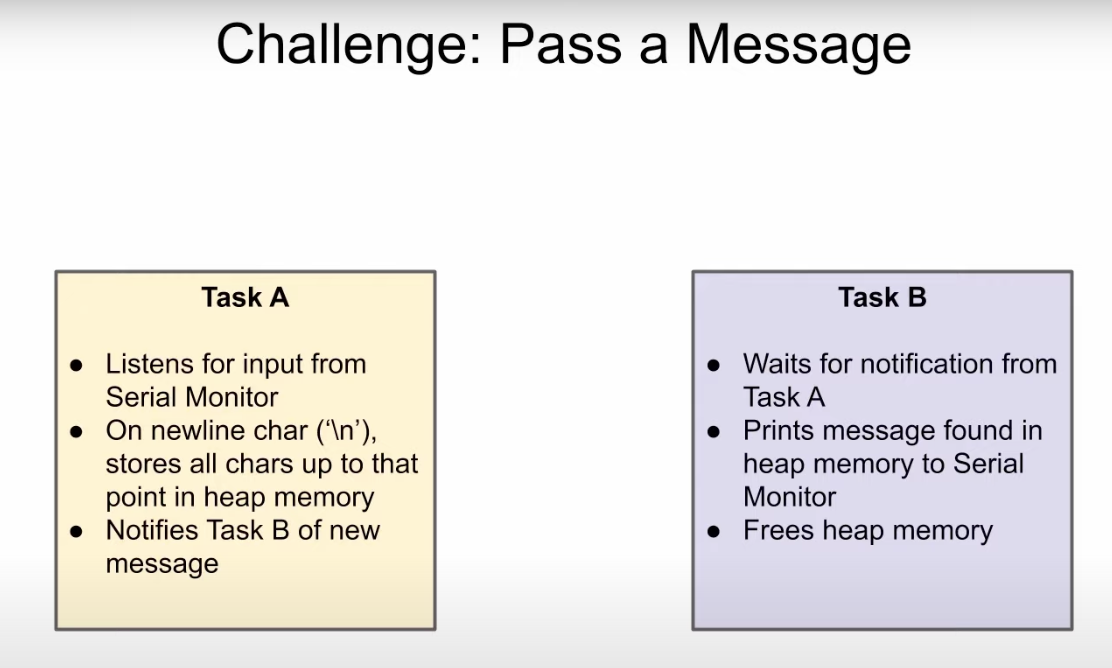 Challenge: Pass a Message
Task A
● Listens for input from
Serial Monitor
● On newline char (‘\n’),
stores all chars up to that
point in heap memory
● Notifies Task B of new
message
Task B
● Waits for notification from
Task A
● Prints message found in
heap memory to Serial
Monitor
● Frees heap memory